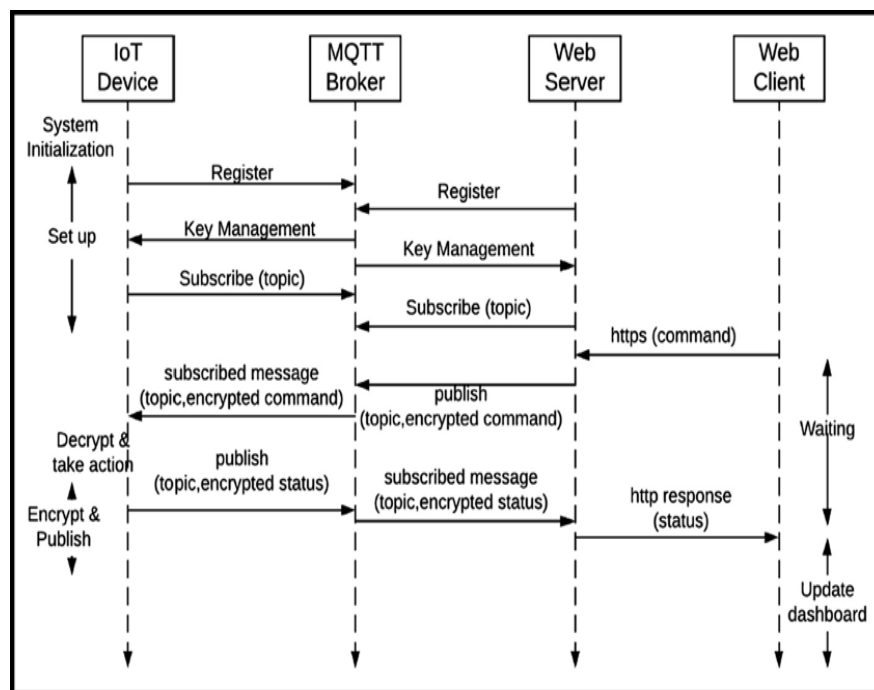 IoT
Device
MQTT
Broker
Web
Server
Web
Client
System
Initialization
Register
Register
Set up
Key Management
Key Management
Subscribe (topic)
Subscribe (topic)
https (command)
subscribed message
(topic,encrypted command)
publish
(topic,encrypted command)
Waiting
Decrypt &
take action
publish
(topic,encrypted status)
subscribed message
(topic,encrypted status)
http response
(status)
Encrypt &
Publish
Update
dashboard